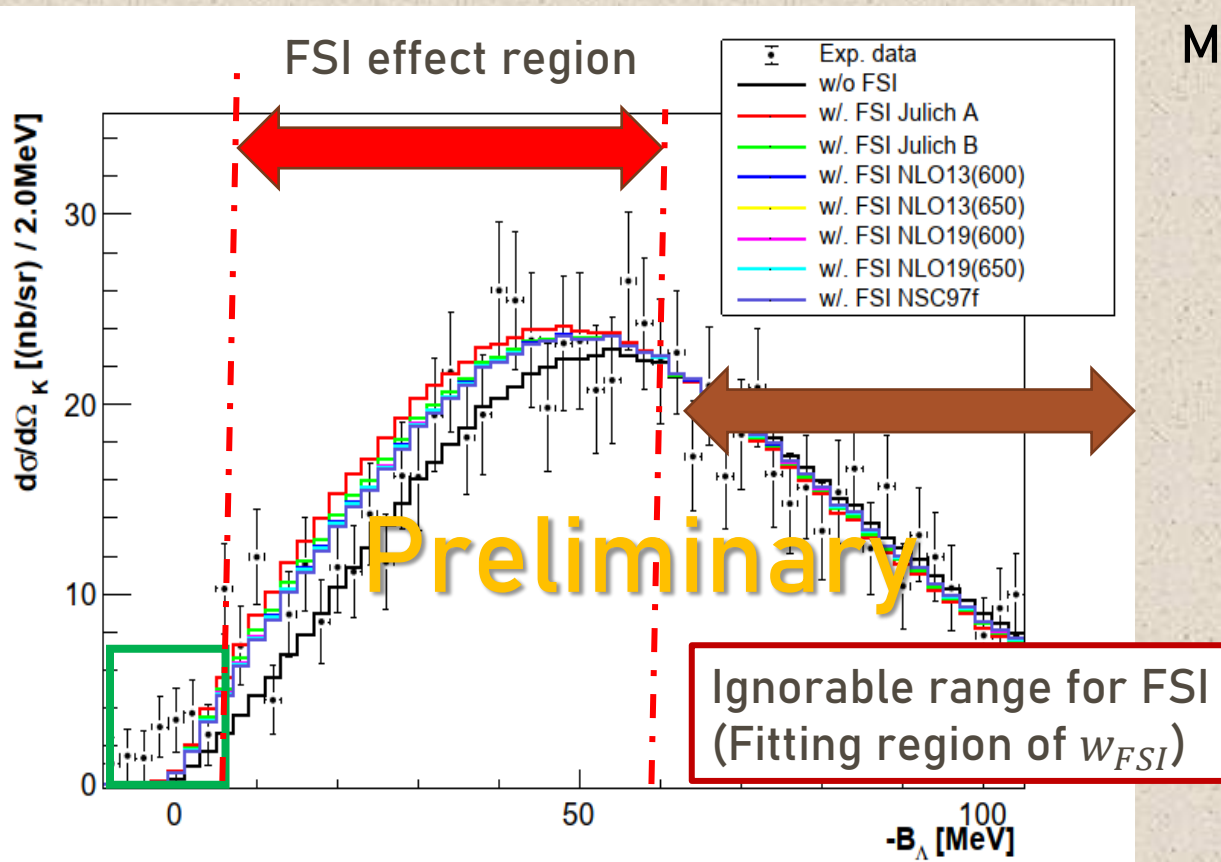 M
FSI effect region
Exp. data
w/o FSI
w/. FSI Julich A
w/. FSI Julich B
w/. FSI NLO13(600)
w/. FSI NLO13(650)
w/. FSI NLO19(600)
w/. FSI NLO19(650)
w/. FSI NSC97f
dσ/dΩ K [(nb/sr) / 2.0MeV]
30
20
10
0
Preliminary
Ignorable range for FSI
(Fitting region of w_FSI)
0 50 100
-B_Λ [MeV]